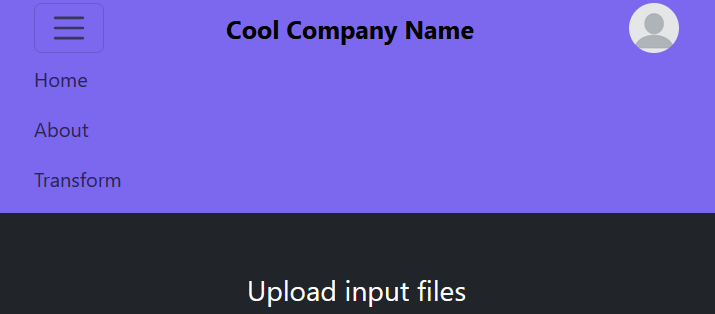 Cool Company Name
Home
About
Transform
Upload input files